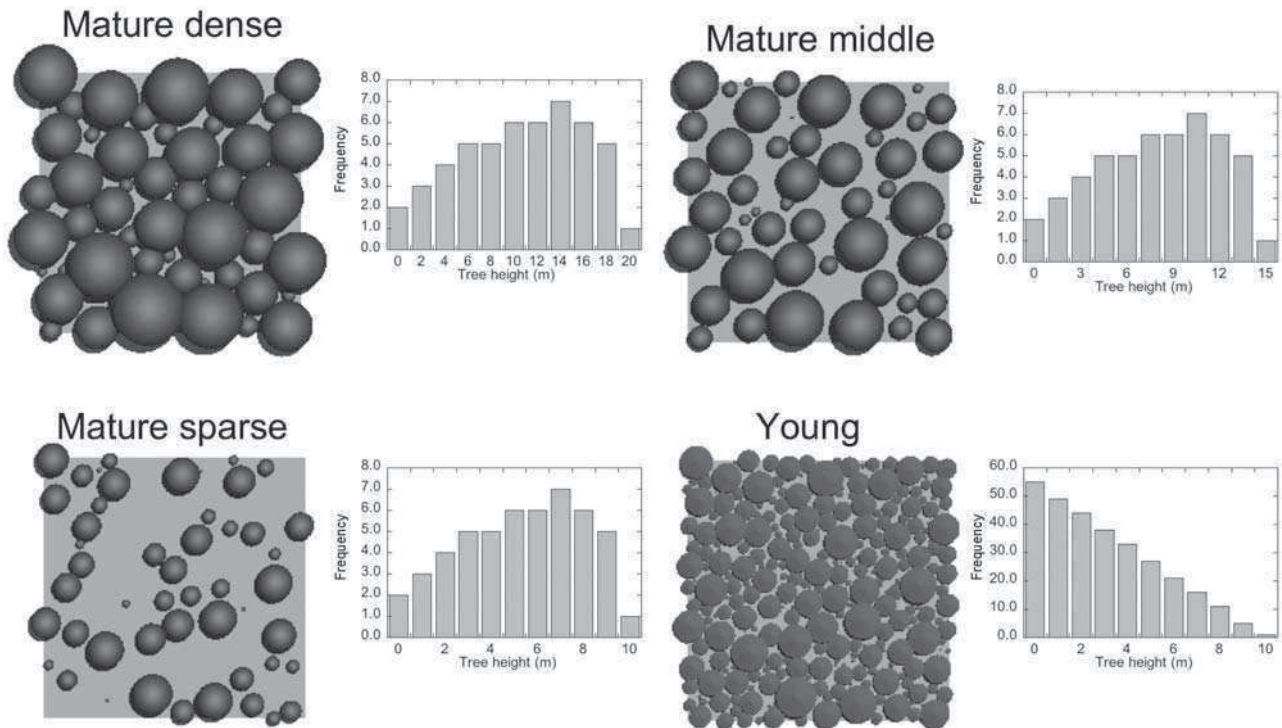 Mature dense
8.0
7.0
6.0
5.0
4.0
3.0
2.0
1.0
0.0
Frequency
0 2 4 6 8 10 12 14 16 18 20
Tree height (m)
Mature middle
8.0
7.0
6.0
5.0
4.0
3.0
2.0
1.0
0.0
Frequency
0 3 6 9 12 15
Tree height (m)
Mature sparse
8.0
7.0
6.0
5.0
4.0
3.0
2.0
1.0
0.0
Frequency
0 2 4 6 8 10
Tree height (m)
Young
60.0
50.0
40.0
30.0
20.0
10.0
0.0
Frequency
0 2 4 6 8 10
Tree height (m)